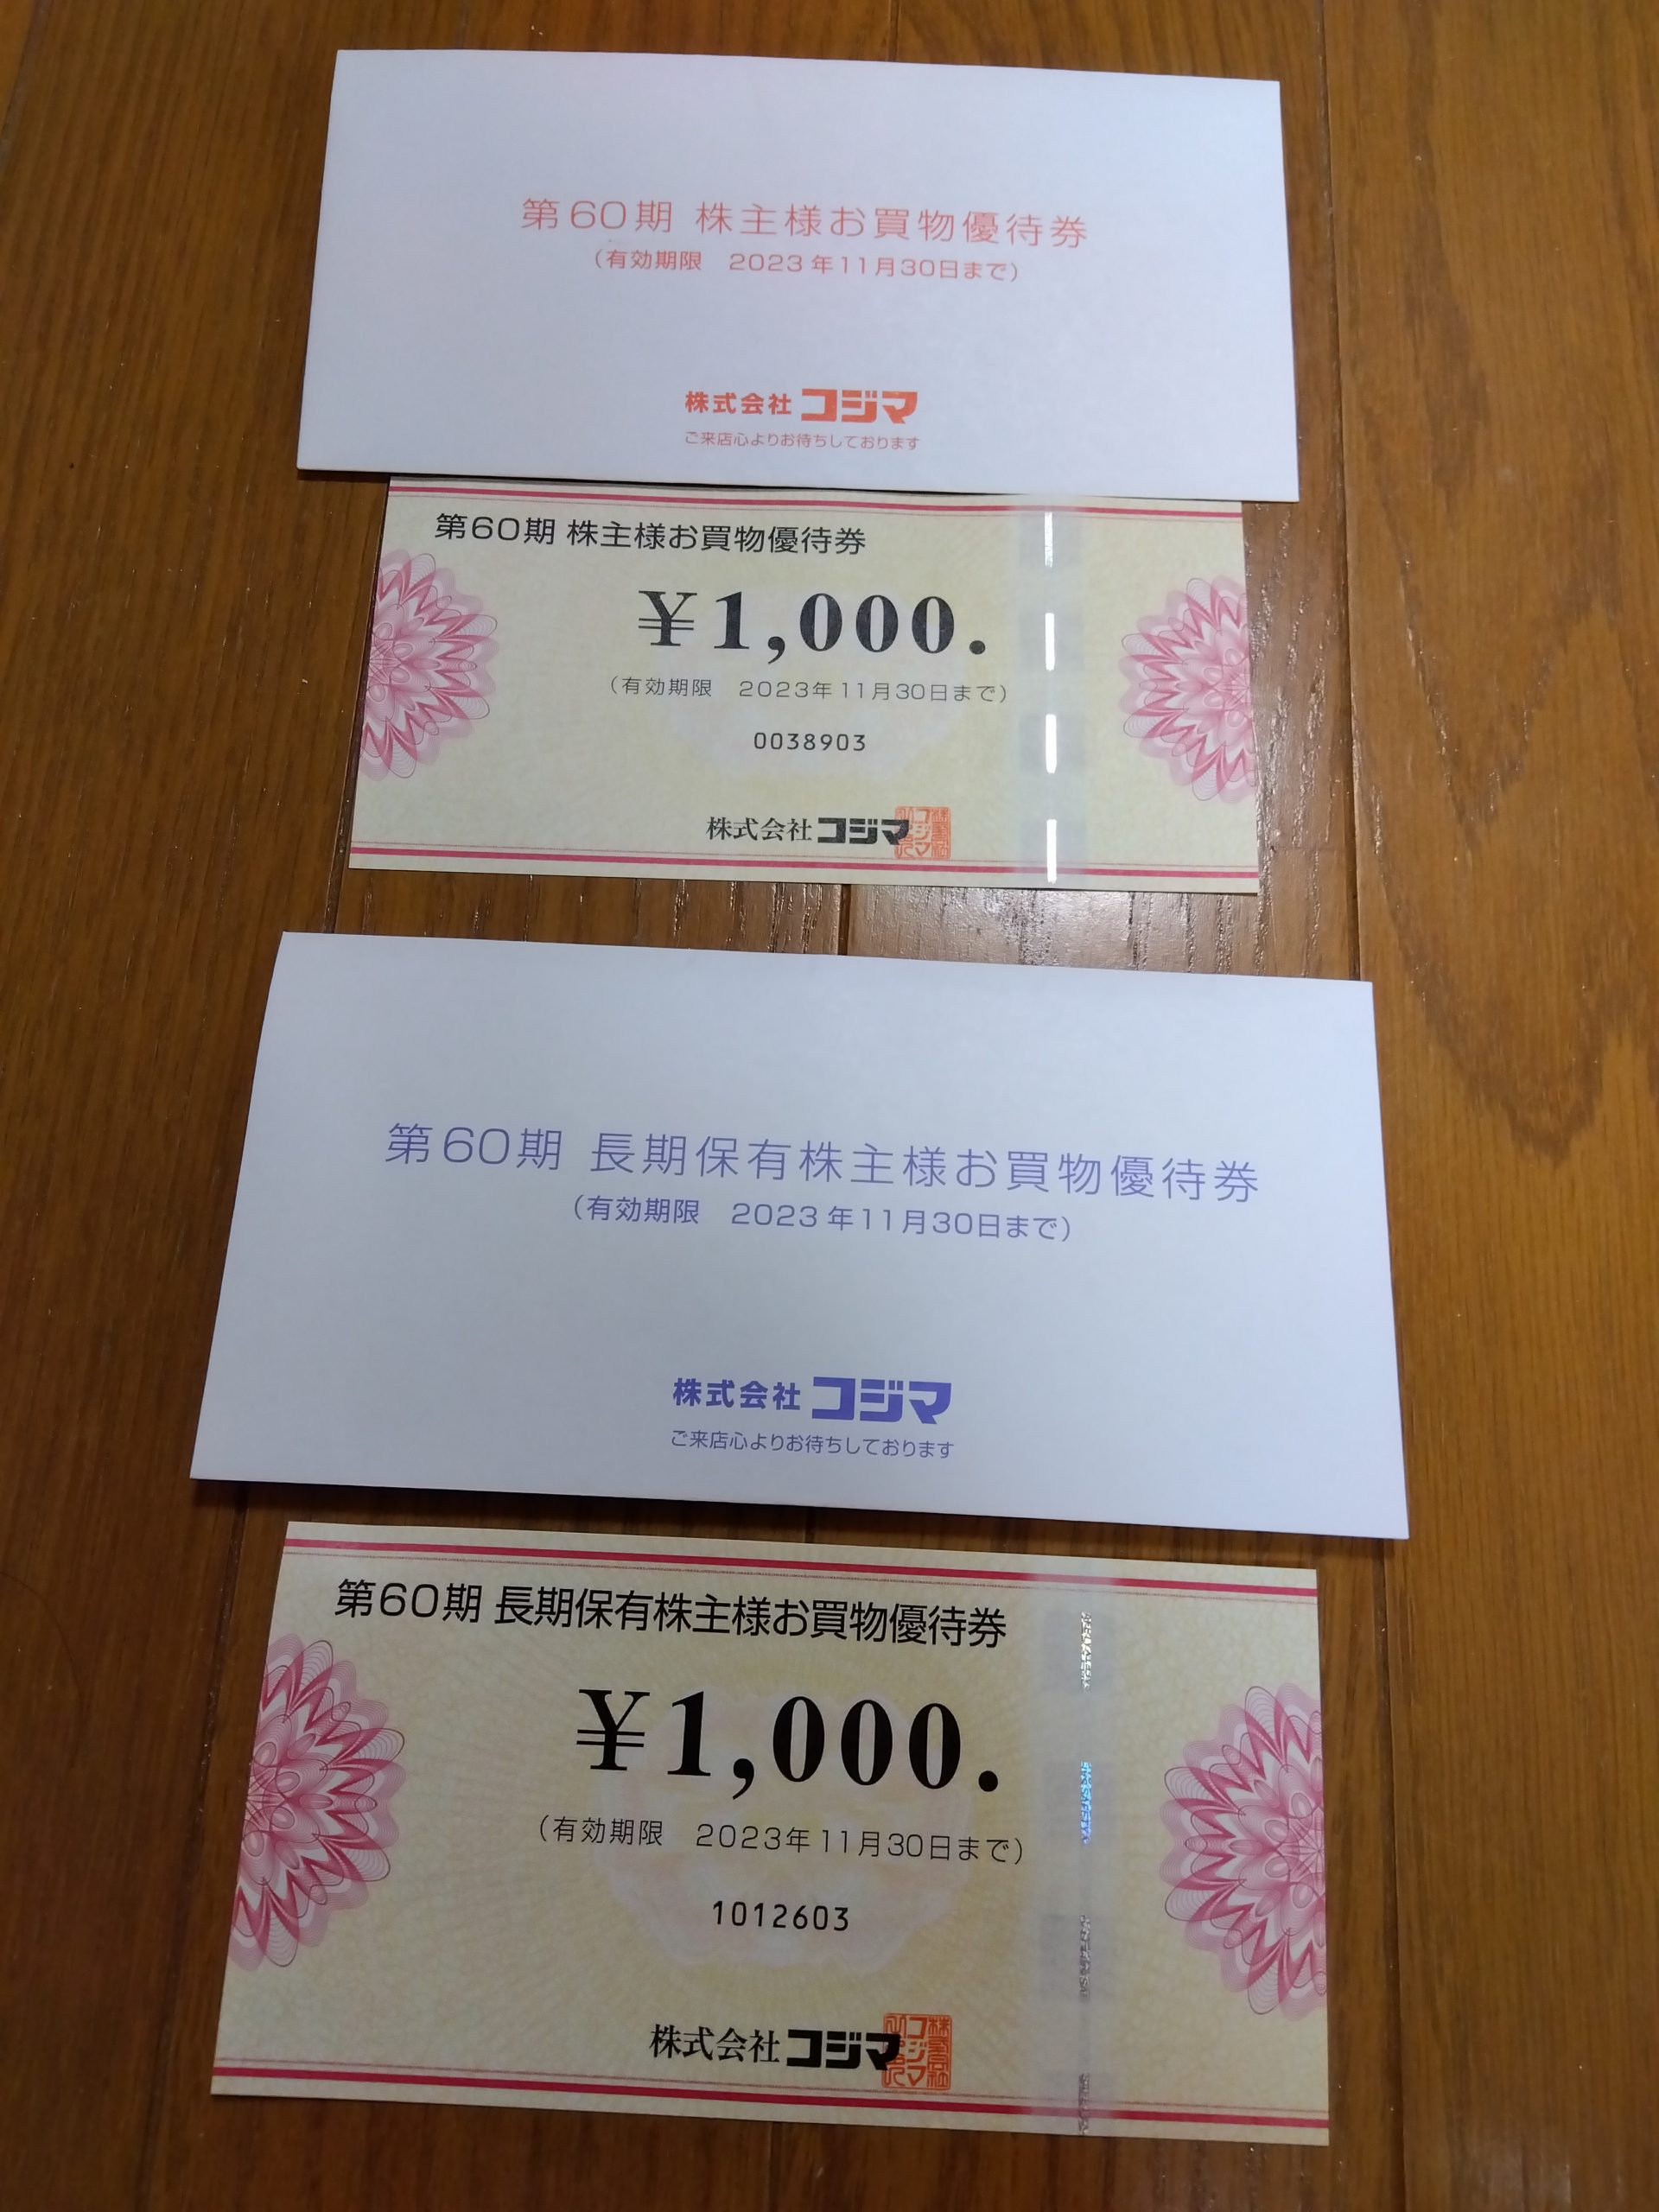 第60期 株主様お買物優待券
(有効期限　2023年11月30日まで)
株式会社 コジマ
ご来店心よりお待ちしております
第60期 株主様お買物優待券
¥1,000.
(有効期限　2023年11月30日まで)
0038903
株式会社コジマ
第60期 長期保有株主様お買物優待券
(有効期限　2023年11月30日まで)
株式会社 コジマ
ご来店心よりお待ちしております
第60期 長期保有株主様お買物優待券
¥1,000.
(有効期限　2023年11月30日まで)
1012603
株式会社コジマ